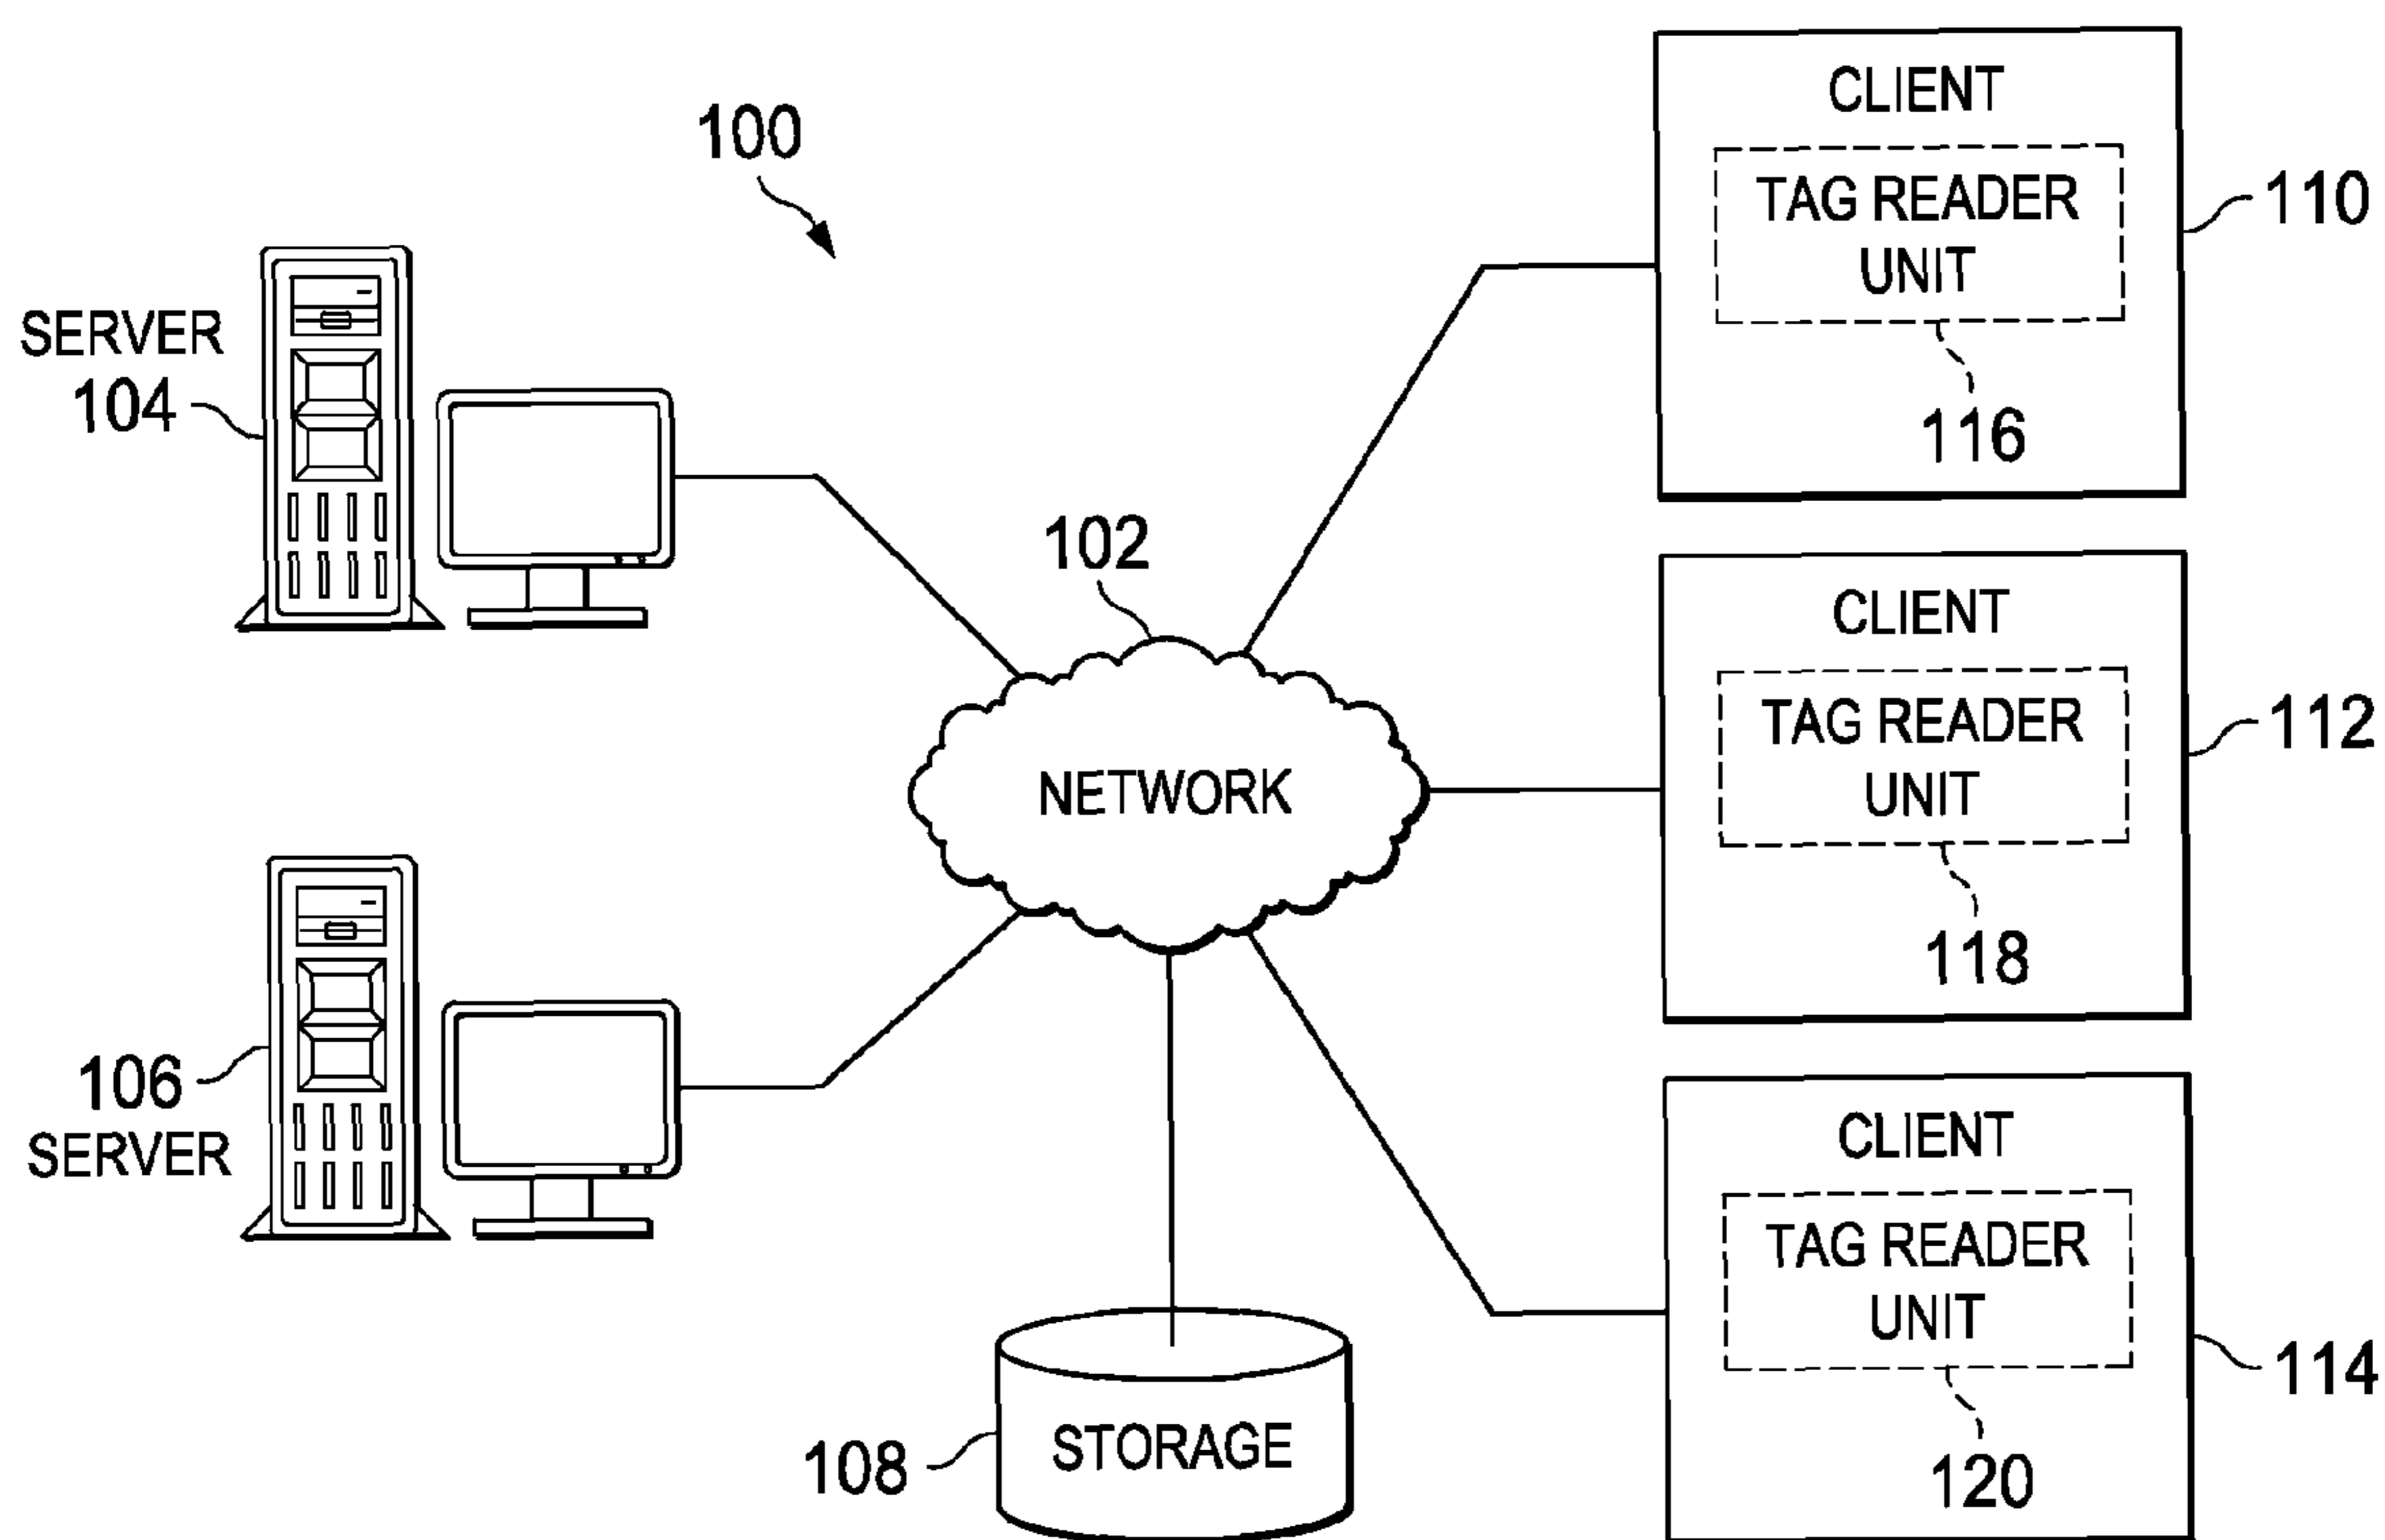 100
SERVER
104
102
NETWORK
106
SERVER
108
STORAGE
CLIENT
TAG READER
UNIT
110
116
CLIENT
TAG READER
UNIT
112
118
CLIENT
TAG READER
UNIT
114
120